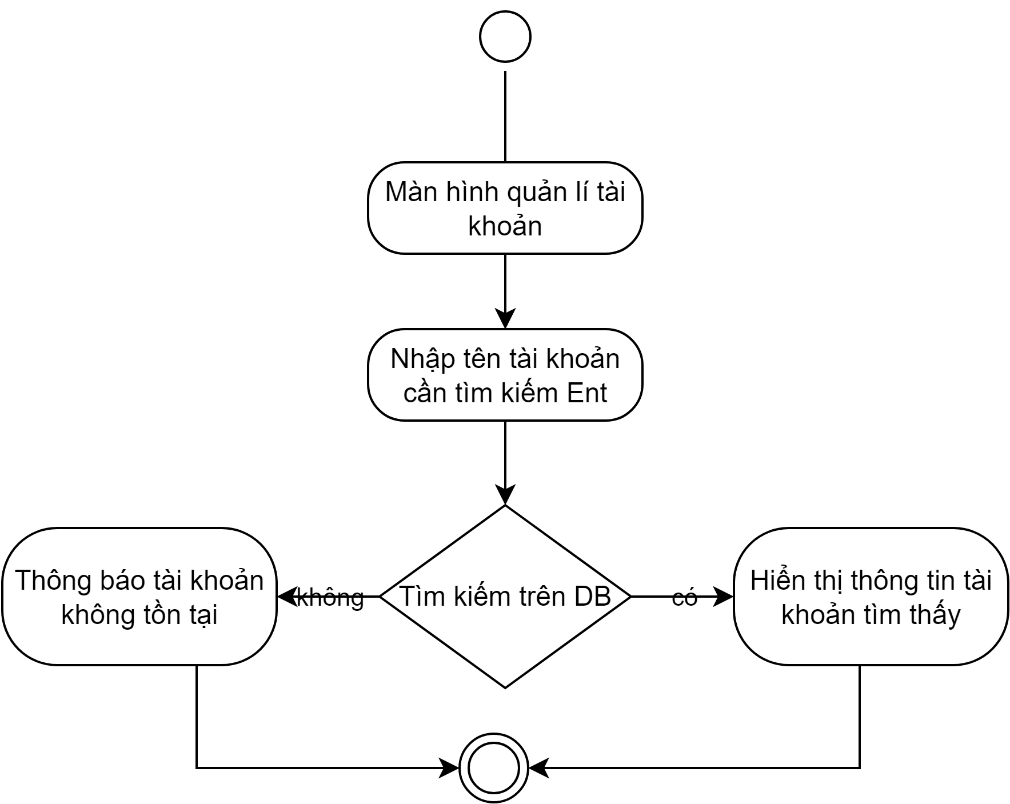 Màn hình quản lí tài
khoản
Nhập tên tài khoản
cần tìm kiếm Ent
Thông báo tài khoản
không tồn tại
không
Tìm kiếm trên DB
có
Hiển thị thông tin tài
khoản tìm thấy